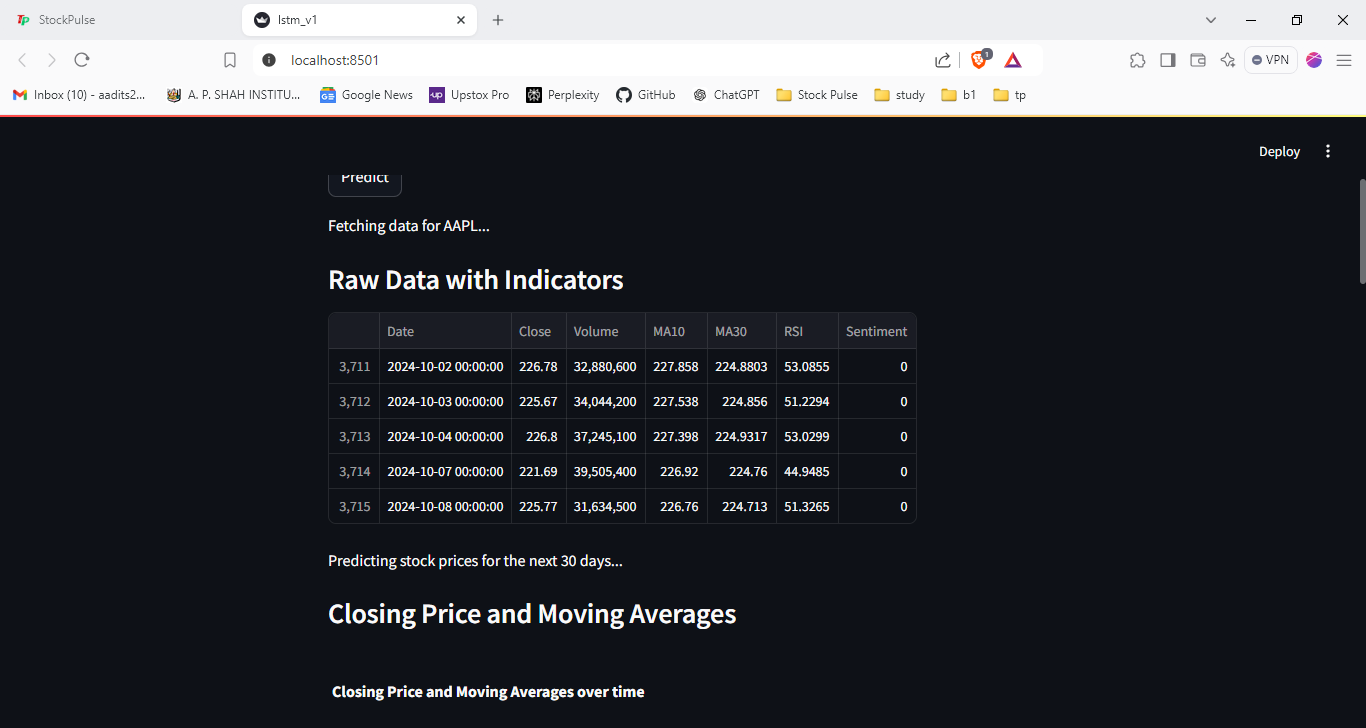 StockPulse
lstm_v1
localhost:8501
1
VPN
Inbox (10) - aadits2...
A. P. SHAH INSTITU...
Google News
Upstox Pro
Perplexity
GitHub
ChatGPT
Stock Pulse
study
b1
tp
Deploy
Predict
Fetching data for AAPL...
Raw Data with Indicators
Date Close Volume MA10 MA30 RSI Sentiment
3,711 2024-10-02 00:00:00 226.78 32,880,600 227.858 224.8803 53.0855 0
3,712 2024-10-03 00:00:00 225.67 34,044,200 227.538 224.856 51.2294 0
3,713 2024-10-04 00:00:00 226.8 37,245,100 227.398 224.9317 53.0299 0
3,714 2024-10-07 00:00:00 221.69 39,505,400 226.92 224.76 44.9485 0
3,715 2024-10-08 00:00:00 225.77 31,634,500 226.76 224.713 51.3265 0
Predicting stock prices for the next 30 days...
Closing Price and Moving Averages
Closing Price and Moving Averages over time